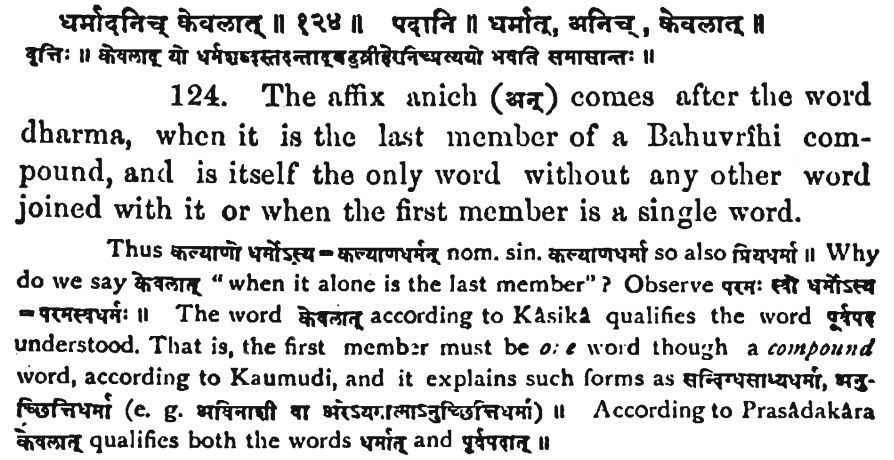 धर्मादनिच् केवलात् ॥ १२४ ॥ पदानि ॥ धर्मात्, अनिच्, केवलात् ॥
वृत्तिः ॥ केवलाद् यो धर्मशब्दस्तदन्ताद्बहुव्रीहेरनिच्प्रत्ययो भवति समासान्तः ॥
124. The affix anich (अन्) comes after the word
dharma, when it is the last member of a Bahuvrîhi com-
pound, and is itself the only word without any other word
joined with it or when the first member is a single word.
Thus कल्याणो धर्मोऽस्य = कल्याणधर्मन् nom. sin. कल्याणधर्मा so also प्रियधर्मा ॥ Why
do we say केवलात् "when it alone is the last member"? Observe परमः स्वो धर्मोऽस्य
= परमस्वधर्मः ॥ The word केवलात् according to Kâsikâ qualifies the word पूर्वपद
understood. That is, the first member must be one word though a compound
word, according to Kaumudi, and it explains such forms as सन्दिग्धसाध्यधर्मा, अनु-
च्छित्तिधर्मा (e. g. अविनाशी वा अरेऽयमात्माऽनुच्छित्तिधर्मा) ॥ According to Prasâdakâra
केवलात् qualifies both the words धर्मात् and पूर्वपदात् ॥